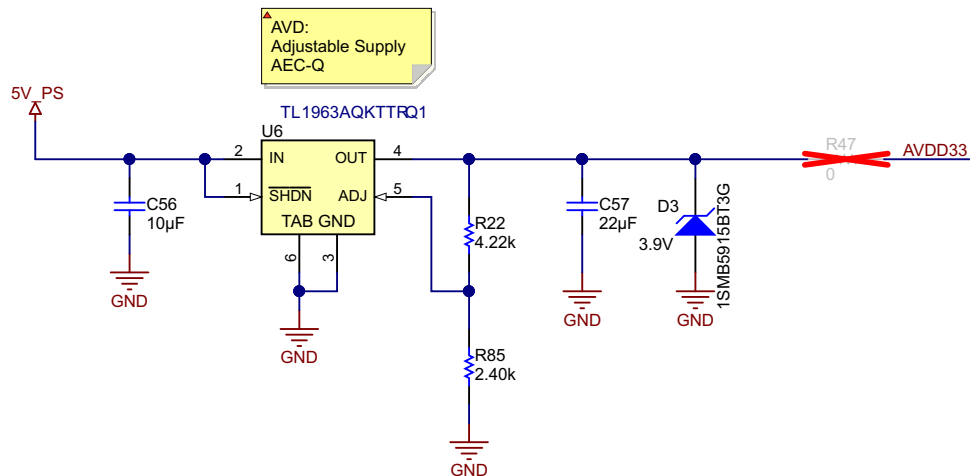 AVD:
Adjustable Supply
AEC-Q
5V_PS
TL1963AQKTTRQ1
U6
2
IN
OUT
4
1
SHDN
ADJ
5
TAB GND
6
3
C56
10µF
GND
GND
R22
4.22k
R85
2.40k
GND
C57
22µF
GND
D3
3.9V
1SMB5915BT3G
GND
R47
0
AVDD33